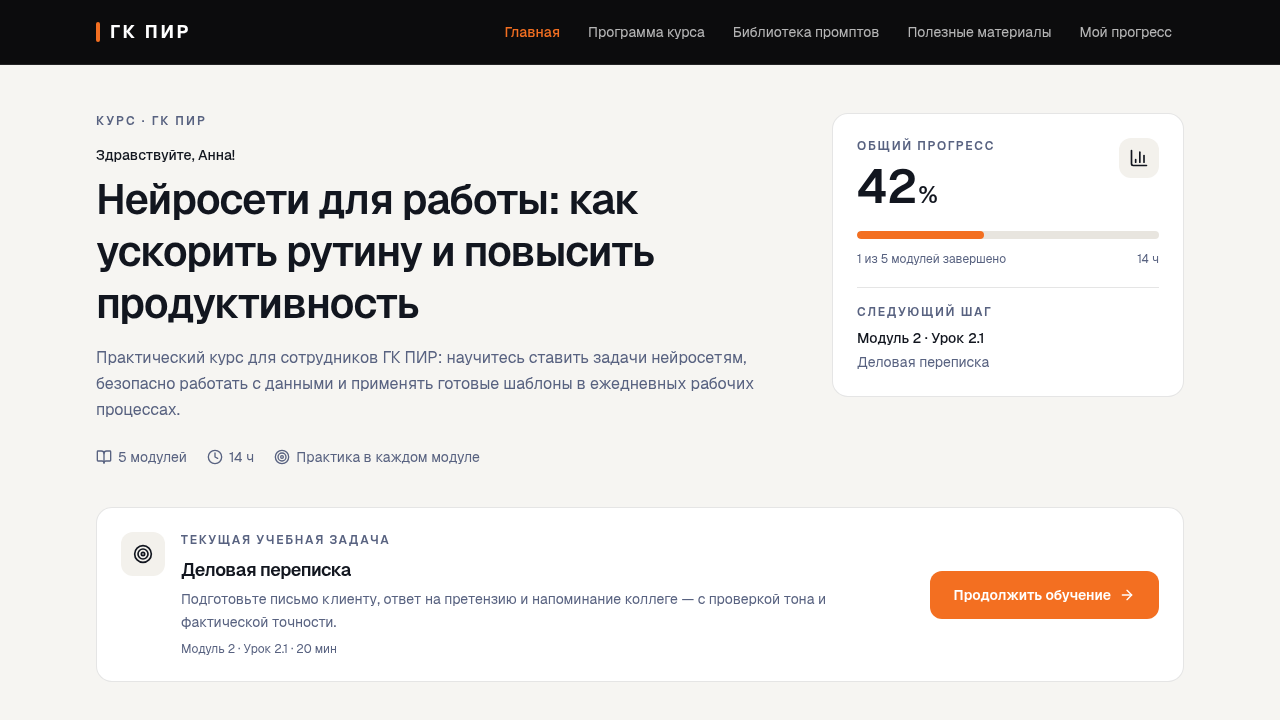 ГК ПИР
Главная
Программа курса
Библиотека промптов
Полезные материалы
Мой прогресс
КУРС · ГК ПИР
Здравствуйте, Анна!
Нейросети для работы: как
ускорить рутину и повысить
продуктивность
Практический курс для сотрудников ГК ПИР: научитесь ставить задачи нейросетям,
безопасно работать с данными и применять готовые шаблоны в ежедневных рабочих
процессах.
5 модулей
14 ч
Практика в каждом модуле
ОБЩИЙ ПРОГРЕСС
42%
1 из 5 модулей завершено
14 ч
СЛЕДУЮЩИЙ ШАГ
Модуль 2 · Урок 2.1
Деловая переписка
ТЕКУЩАЯ УЧЕБНАЯ ЗАДАЧА
Деловая переписка
Подготовьте письмо клиенту, ответ на претензию и напоминание коллеге — с проверкой тона и
фактической точности.
Модуль 2 · Урок 2.1 · 20 мин
Продолжить обучение